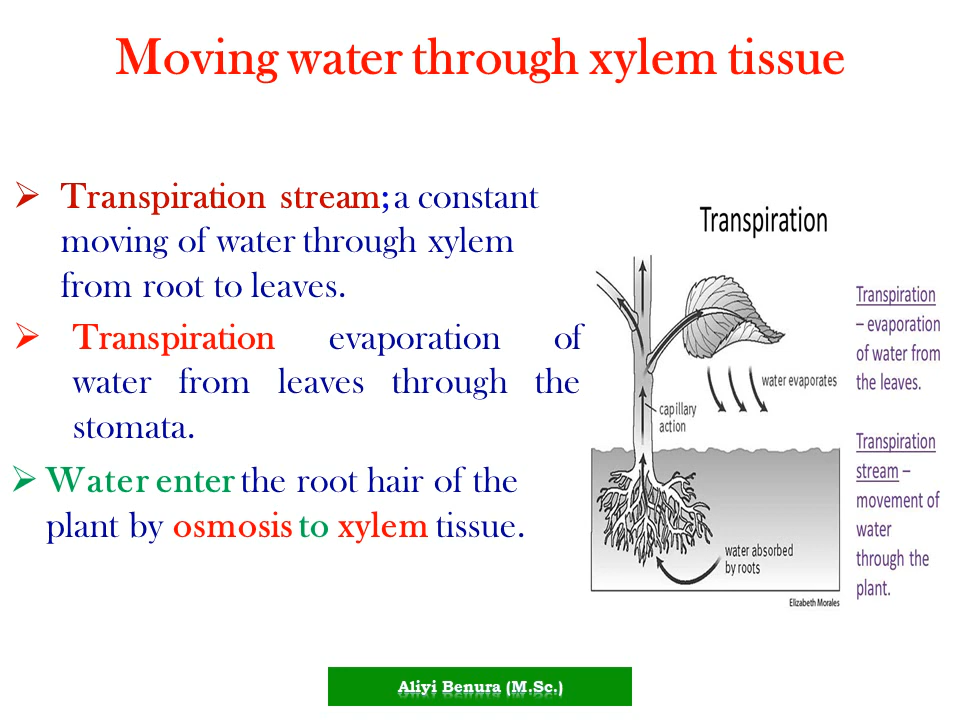 Moving water through xylem tissue
➢ Transpiration stream; a constant
moving of water through xylem
from root to leaves.
➢ Transpiration evaporation of
water from leaves through the
stomata.
➢ Water enter the root hair of the
plant by osmosis to xylem tissue.
Transpiration
water evaporates
capillary
action
water absorbed
by roots
Elizabeth Morales
Transpiration
– evaporation
of water from
the leaves.
Transpiration
stream –
movement of
water
through the
plant.
Aliyi Benura (M.Sc.)